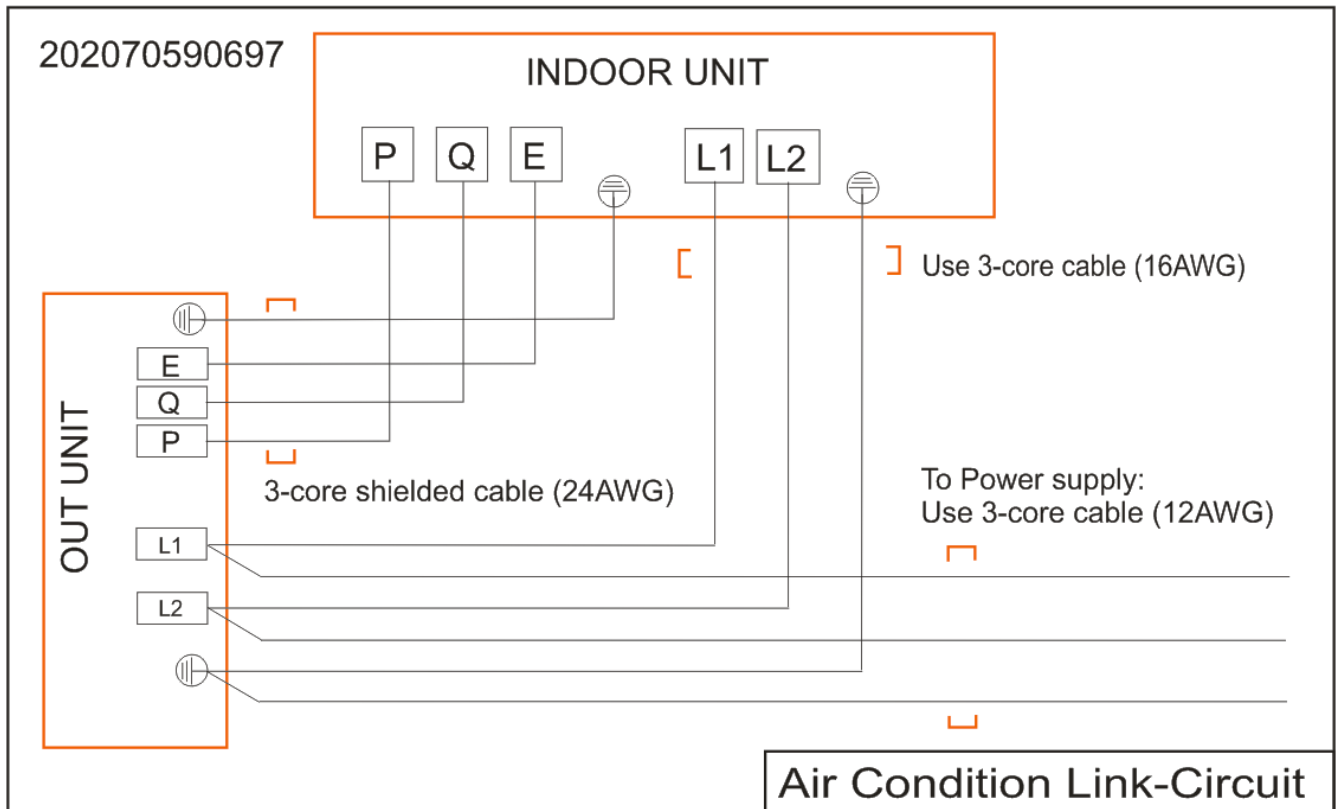 202070590697
INDOOR UNIT
P Q E L1 L2
Use 3-core cable (16AWG)
OUT UNIT
E
Q
P
3-core shielded cable (24AWG)
To Power supply:
Use 3-core cable (12AWG)
L1
L2
Air Condition Link-Circuit